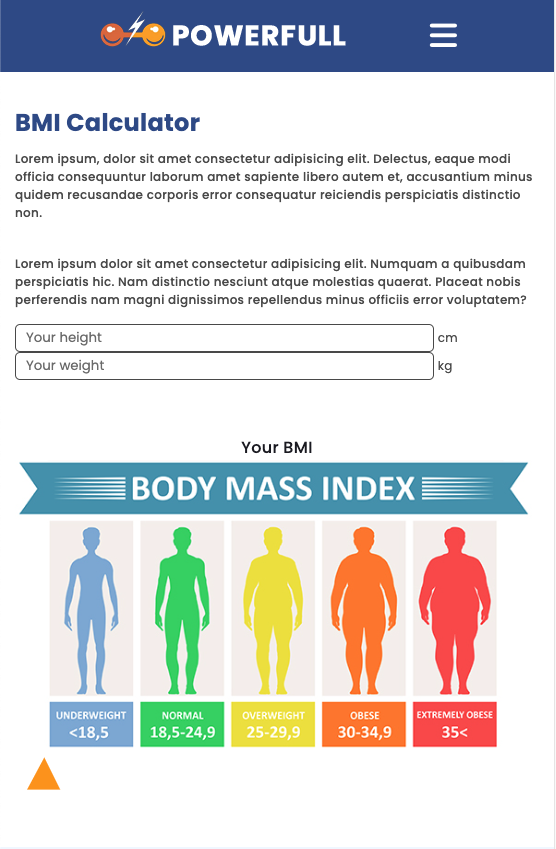 POWERFULL
BMI Calculator
Lorem ipsum, dolor sit amet consectetur adipisicing elit. Delectus, eaque modi
officia consequuntur laborum amet sapiente libero autem et, accusantium minus
quidem recusandae corporis error consequatur reiciendis perspiciatis distinctio
non.
Lorem ipsum dolor sit amet consectetur adipisicing elit. Numquam a quibusdam
perspiciatis hic. Nam distinctio nesciunt atque molestias quaerat. Placeat nobis
perferendis nam magni dignissimos repellendus minus officiis error voluptatem?
Your height cm
Your weight kg
Your BMI
BODY MASS INDEX
UNDERWEIGHT NORMAL OVERWEIGHT OBESE EXTREMELY OBESE
<18,5 18,5-24,9 25-29,9 30-34,9 35<